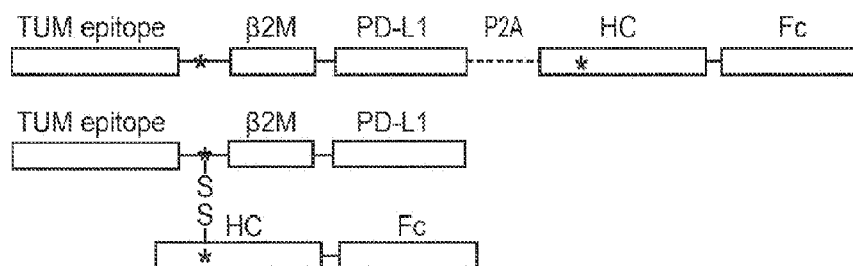 TUM epitope β2M PD-L1 P2A HC Fc
*
*
TUM epitope β2M PD-L1
*
S
S
HC Fc
*